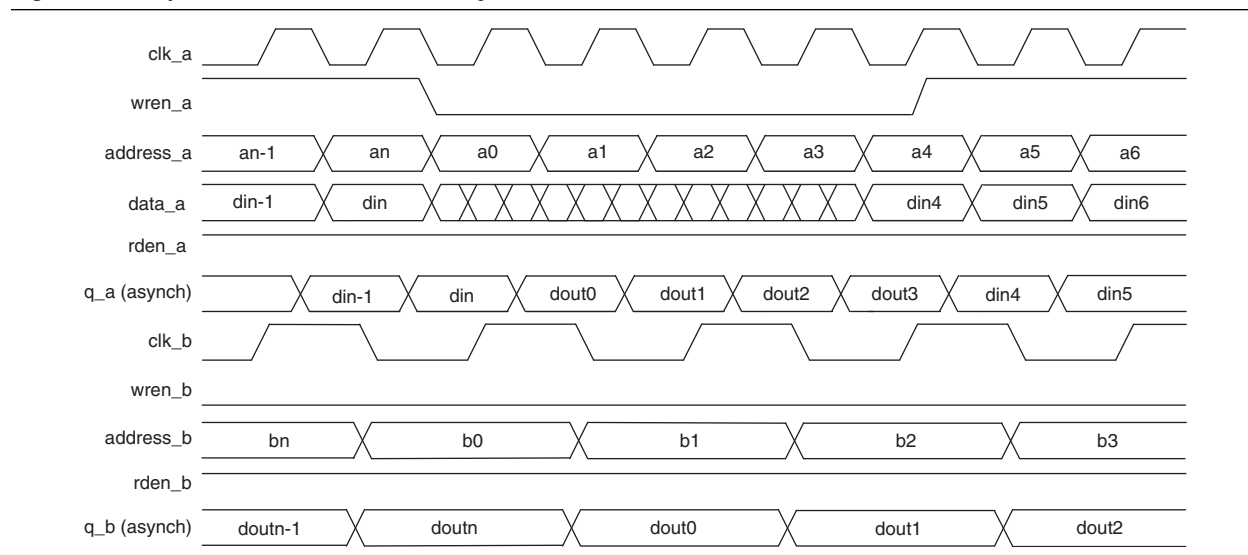 clk_a
wren_a
address_a an-1 an a0 a1 a2 a3 a4 a5 a6
data_a din-1 din din4 din5 din6
rden_a
q_a (asynch) din-1 din dout0 dout1 dout2 dout3 din4 din5
clk_b
wren_b
address_b bn b0 b1 b2 b3
rden_b
q_b (asynch) doutn-1 doutn dout0 dout1 dout2